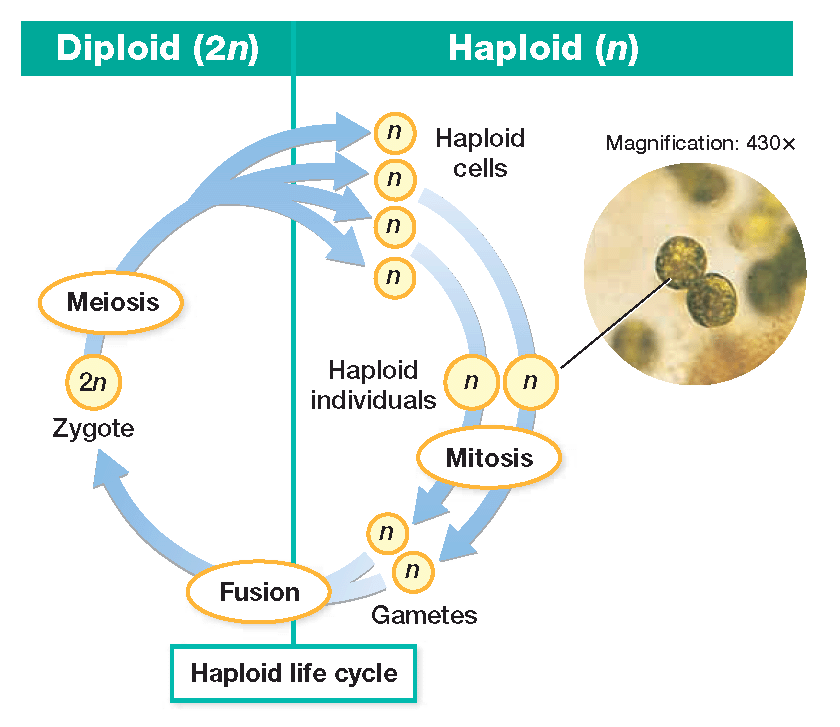 Diploid (2n)
Haploid (n)
n
Haploid
cells
n
n
n
Magnification: 430×
Meiosis
2n
Zygote
Haploid
individuals
n
n
Mitosis
n
n
Gametes
Fusion
Haploid life cycle